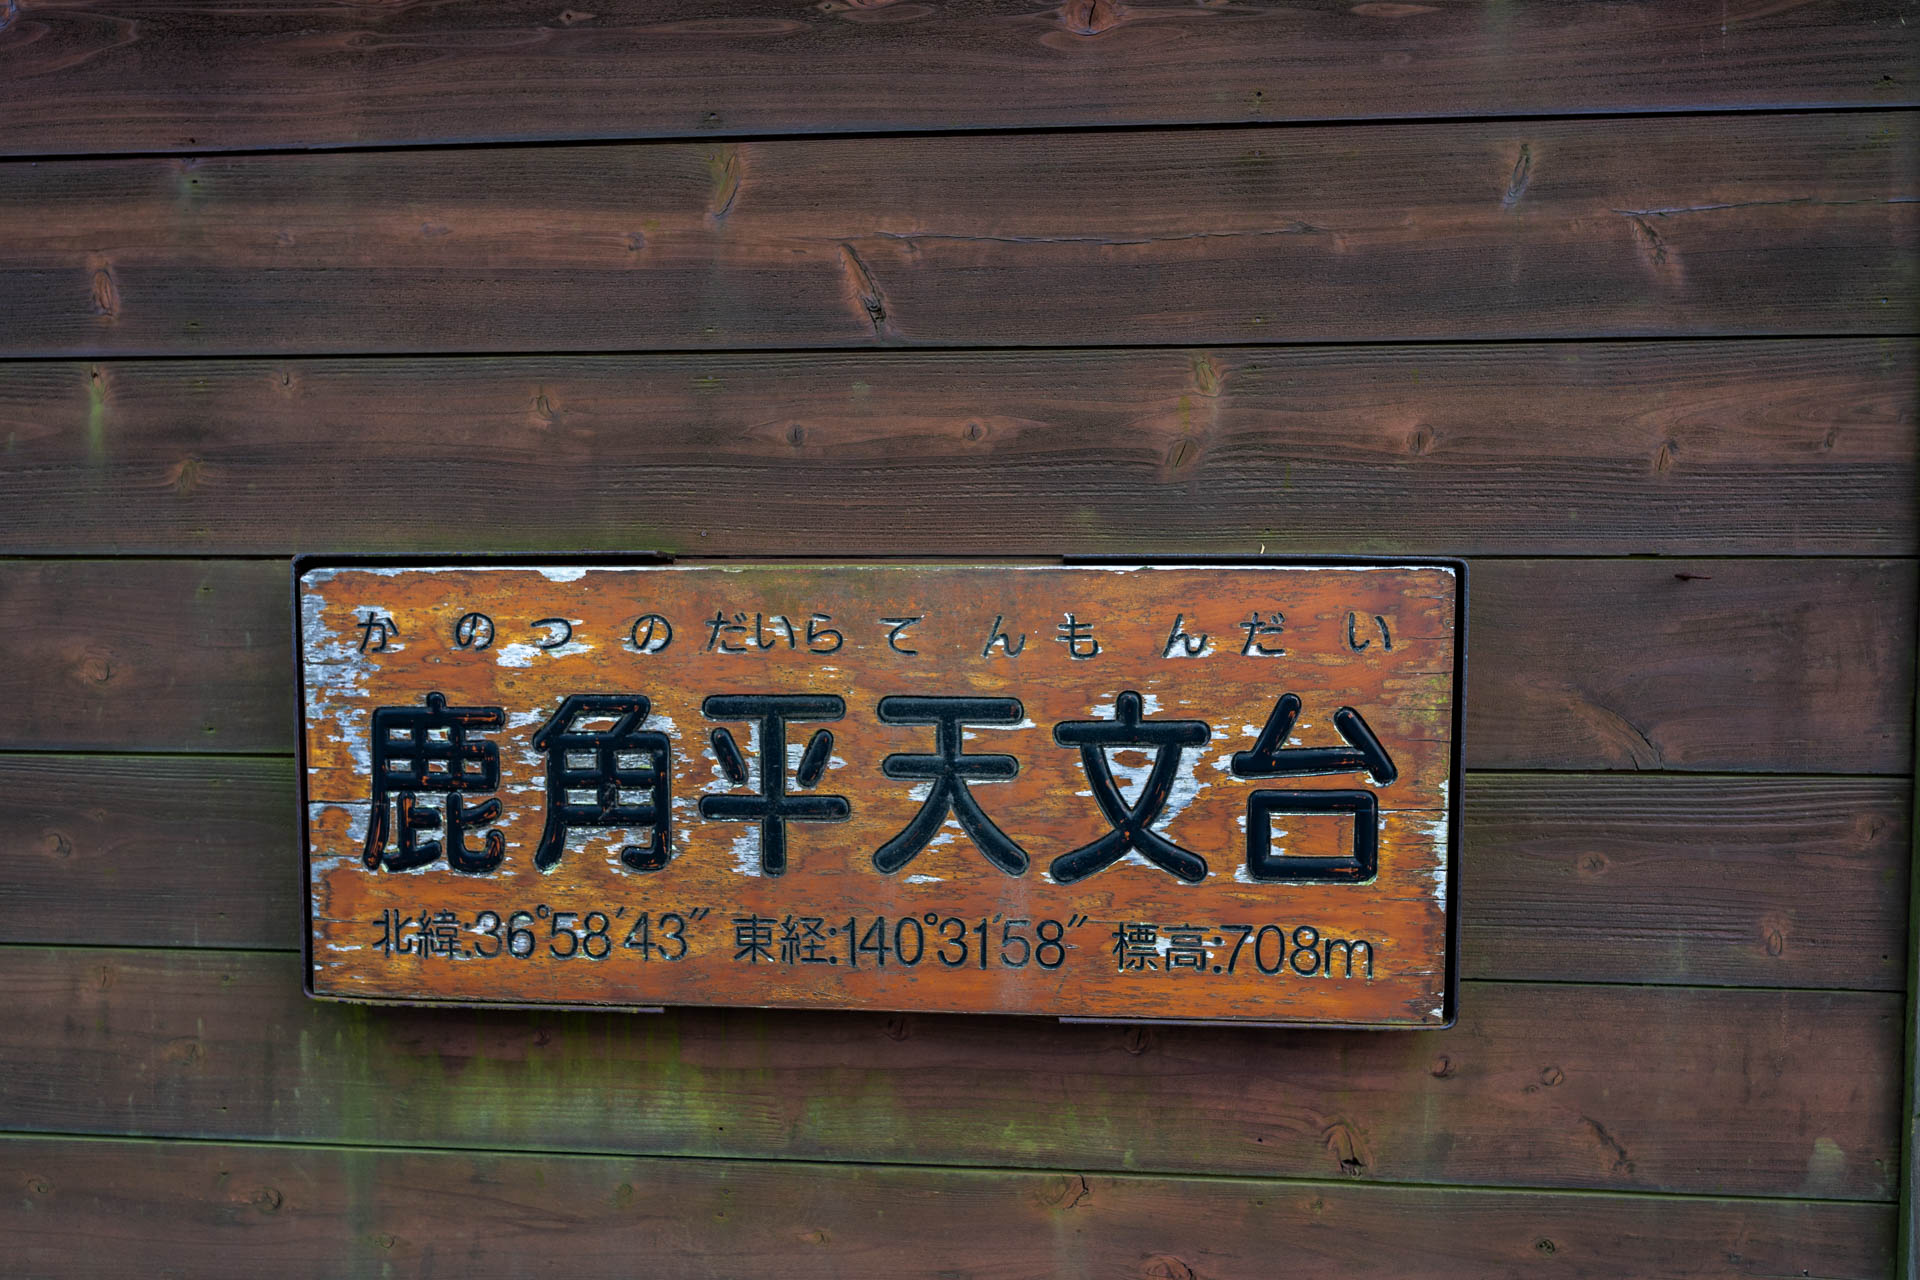 かのつのだいらてんもんだい
鹿角平天文台
北緯:36°58′43″ 東経:140°31′58″ 標高:708m